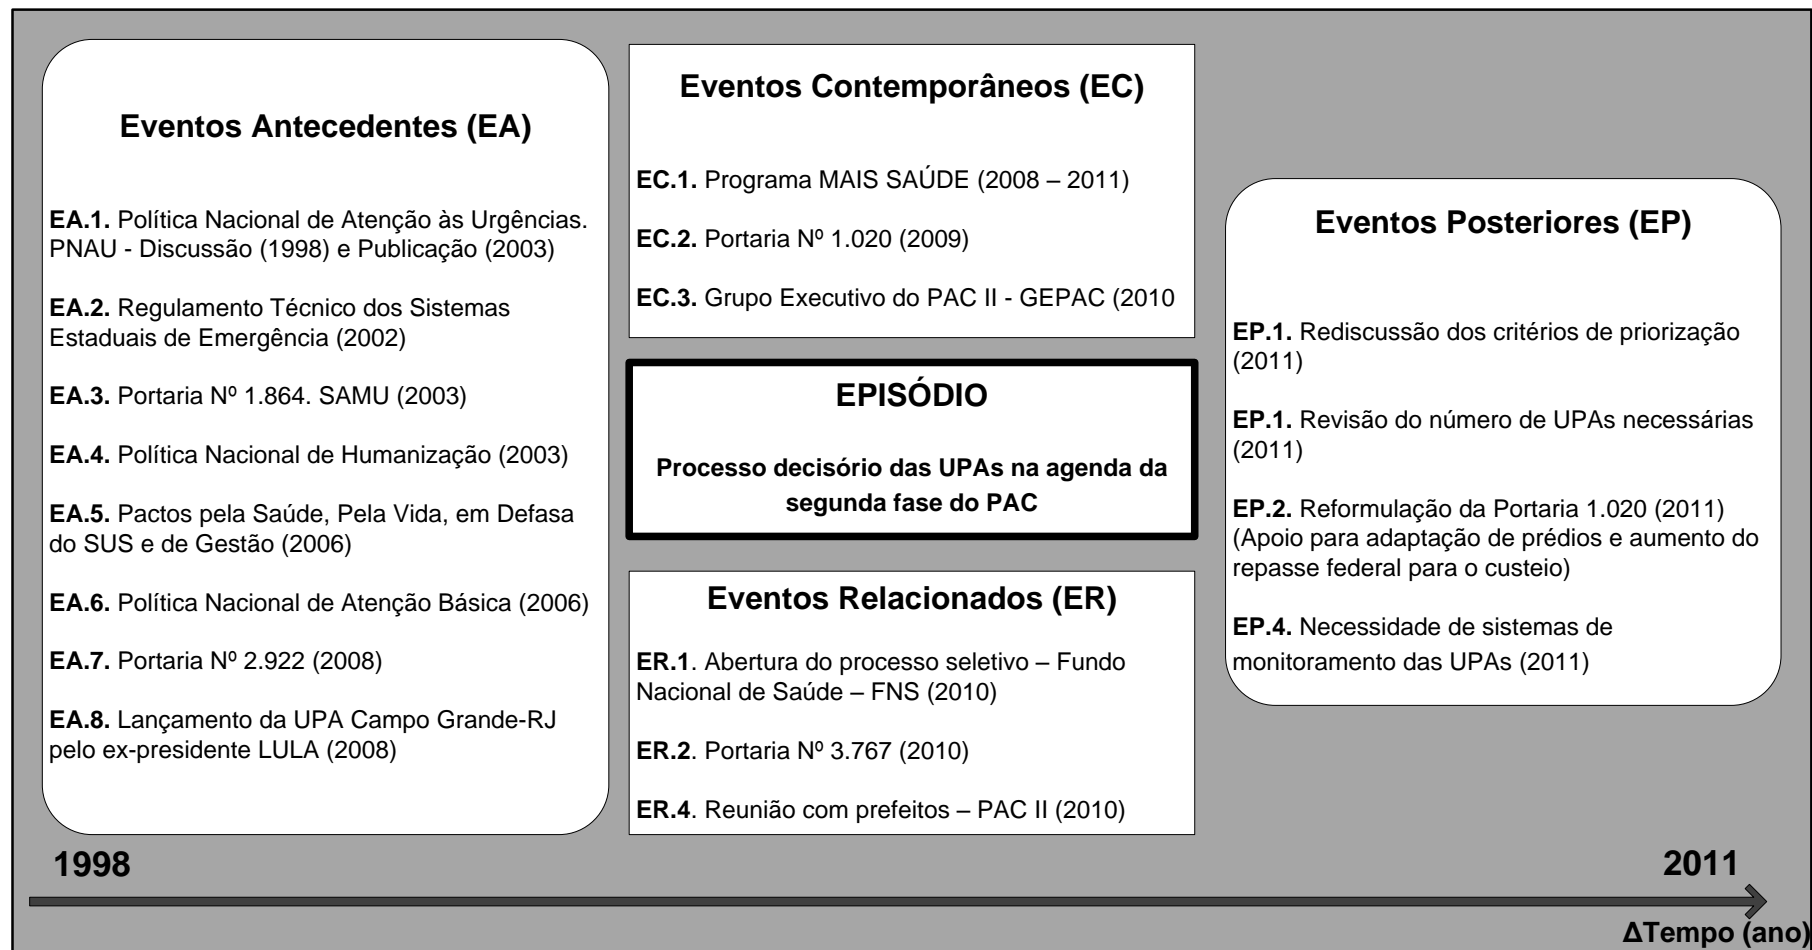 Eventos Antecedentes (EA)
EA.1. Política Nacional de Atenção às Urgências.
PNAU - Discussão (1998) e Publicação (2003)
EA.2. Regulamento Técnico dos Sistemas
Estaduais de Emergência (2002)
EA.3. Portaria Nº 1.864. SAMU (2003)
EA.4. Política Nacional de Humanização (2003)
EA.5. Pactos pela Saúde, Pela Vida, em Defasa
do SUS e de Gestão (2006)
EA.6. Política Nacional de Atenção Básica (2006)
EA.7. Portaria Nº 2.922 (2008)
EA.8. Lançamento da UPA Campo Grande-RJ
pelo ex-presidente LULA (2008)
Eventos Contemporâneos (EC)
EC.1. Programa MAIS SAÚDE (2008 – 2011)
EC.2. Portaria Nº 1.020 (2009)
EC.3. Grupo Executivo do PAC II - GEPAC (2010
EPISÓDIO
Processo decisório das UPAs na agenda da
segunda fase do PAC
Eventos Relacionados (ER)
ER.1. Abertura do processo seletivo – Fundo
Nacional de Saúde – FNS (2010)
ER.2. Portaria Nº 3.767 (2010)
ER.4. Reunião com prefeitos – PAC II (2010)
Eventos Posteriores (EP)
EP.1. Rediscussão dos critérios de priorização
(2011)
EP.1. Revisão do número de UPAs necessárias
(2011)
EP.2. Reformulação da Portaria 1.020 (2011)
(Apoio para adaptação de prédios e aumento do
repasse federal para o custeio)
EP.4. Necessidade de sistemas de
monitoramento das UPAs (2011)
1998
2011
ΔTempo (ano)